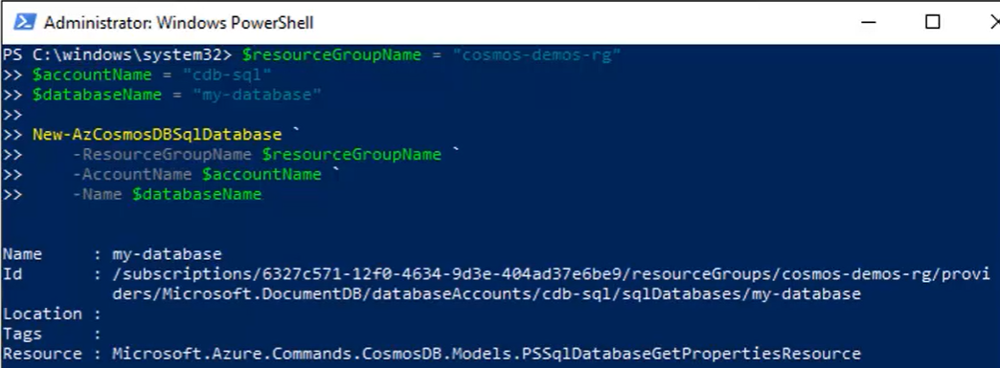 Administrator: Windows PowerShell
PS C:\windows\system32> $resourceGroupName = "cosmos-demos-rg"
>> $accountName = "cdb-sql"
>> $databaseName = "my-database"
>>
>> New-AzCosmosDBSqlDatabase `
>>     -ResourceGroupName $resourceGroupName `
>>     -AccountName $accountName `
>>     -Name $databaseName
Name     : my-database
Id       : /subscriptions/6327c571-12f0-4634-9d3e-404ad37e6be9/resourceGroups/cosmos-demos-rg/provi
           ders/Microsoft.DocumentDB/databaseAccounts/cdb-sql/sqlDatabases/my-database
Location :
Tags     :
Resource : Microsoft.Azure.Commands.CosmosDB.Models.PSSqlDatabaseGetPropertiesResource